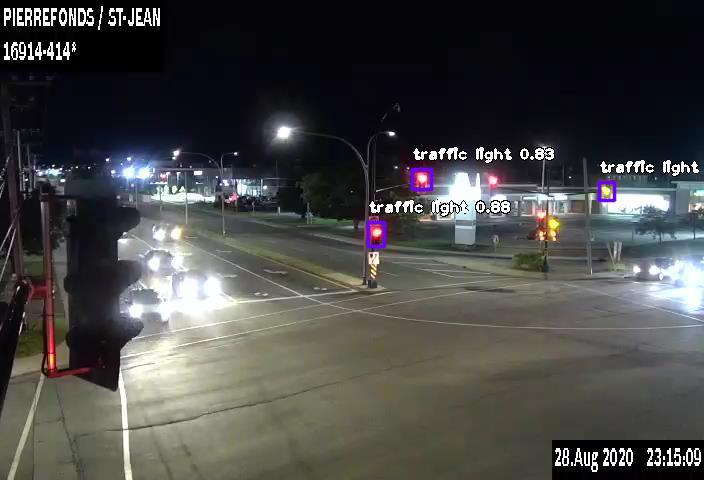 PIERREFONDS / ST-JEAN
16914-414*
traffic light 0.83
traffic light
traffic light 0.88
28.Aug 2020 23:15:09